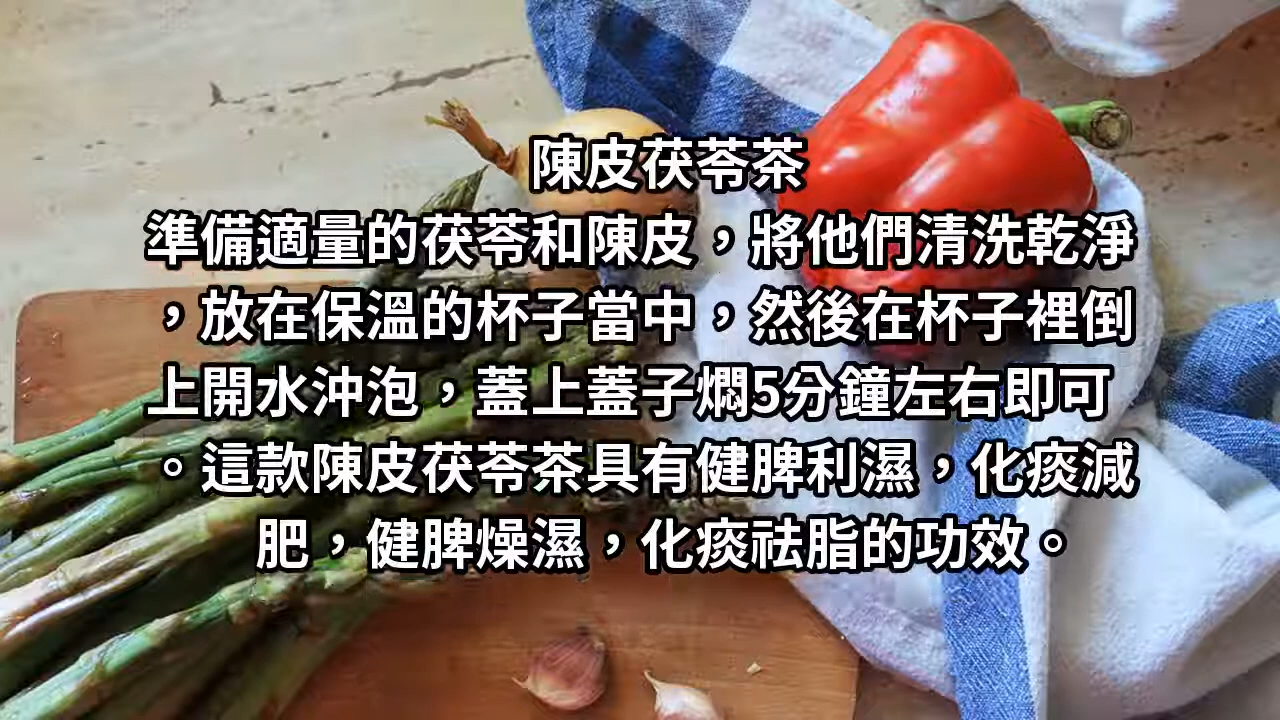 陳皮茯苓茶
準備適量的茯苓和陳皮，將他們清洗乾淨
，放在保溫的杯子當中，然後在杯子裡倒
上開水沖泡，蓋上蓋子燜5分鐘左右即可
。這款陳皮茯苓茶具有健脾利濕，化痰減
肥，健脾燥濕，化痰祛脂的功效。